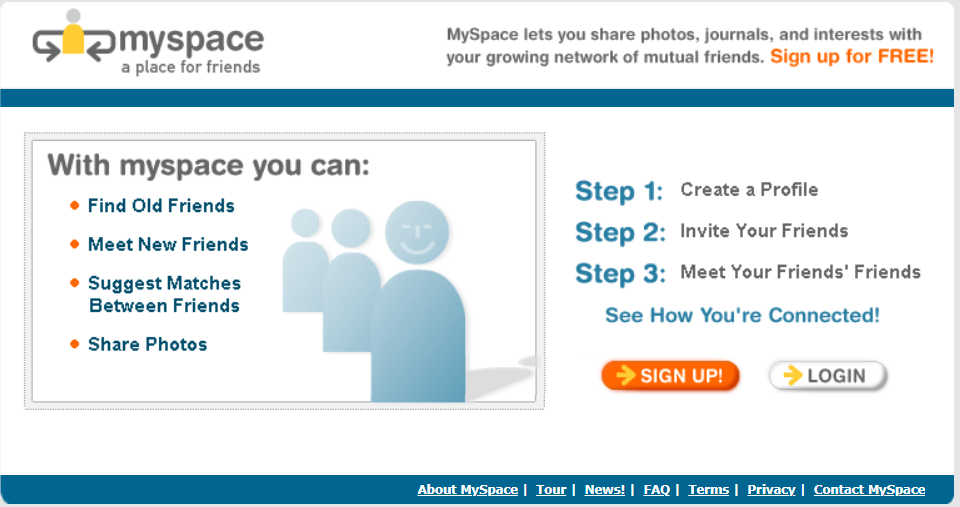 myspace
a place for friends
MySpace lets you share photos, journals, and interests with
your growing network of mutual friends. Sign up for FREE!
With myspace you can:
Find Old Friends
Meet New Friends
Suggest Matches
Between Friends
Share Photos
Step 1: Create a Profile
Step 2: Invite Your Friends
Step 3: Meet Your Friends' Friends
See How You're Connected!
SIGN UP! LOGIN
About MySpace | Tour | News! | FAQ | Terms | Privacy | Contact MySpace